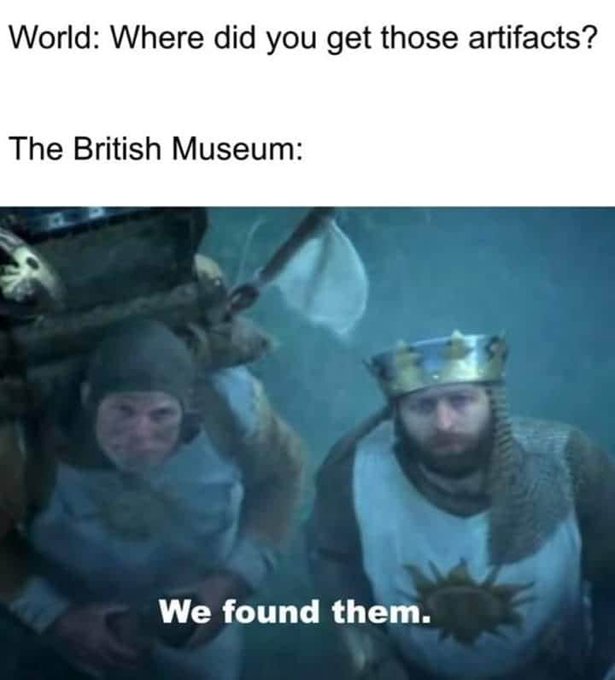 World: Where did you get those artifacts?
The British Museum:
We found them.